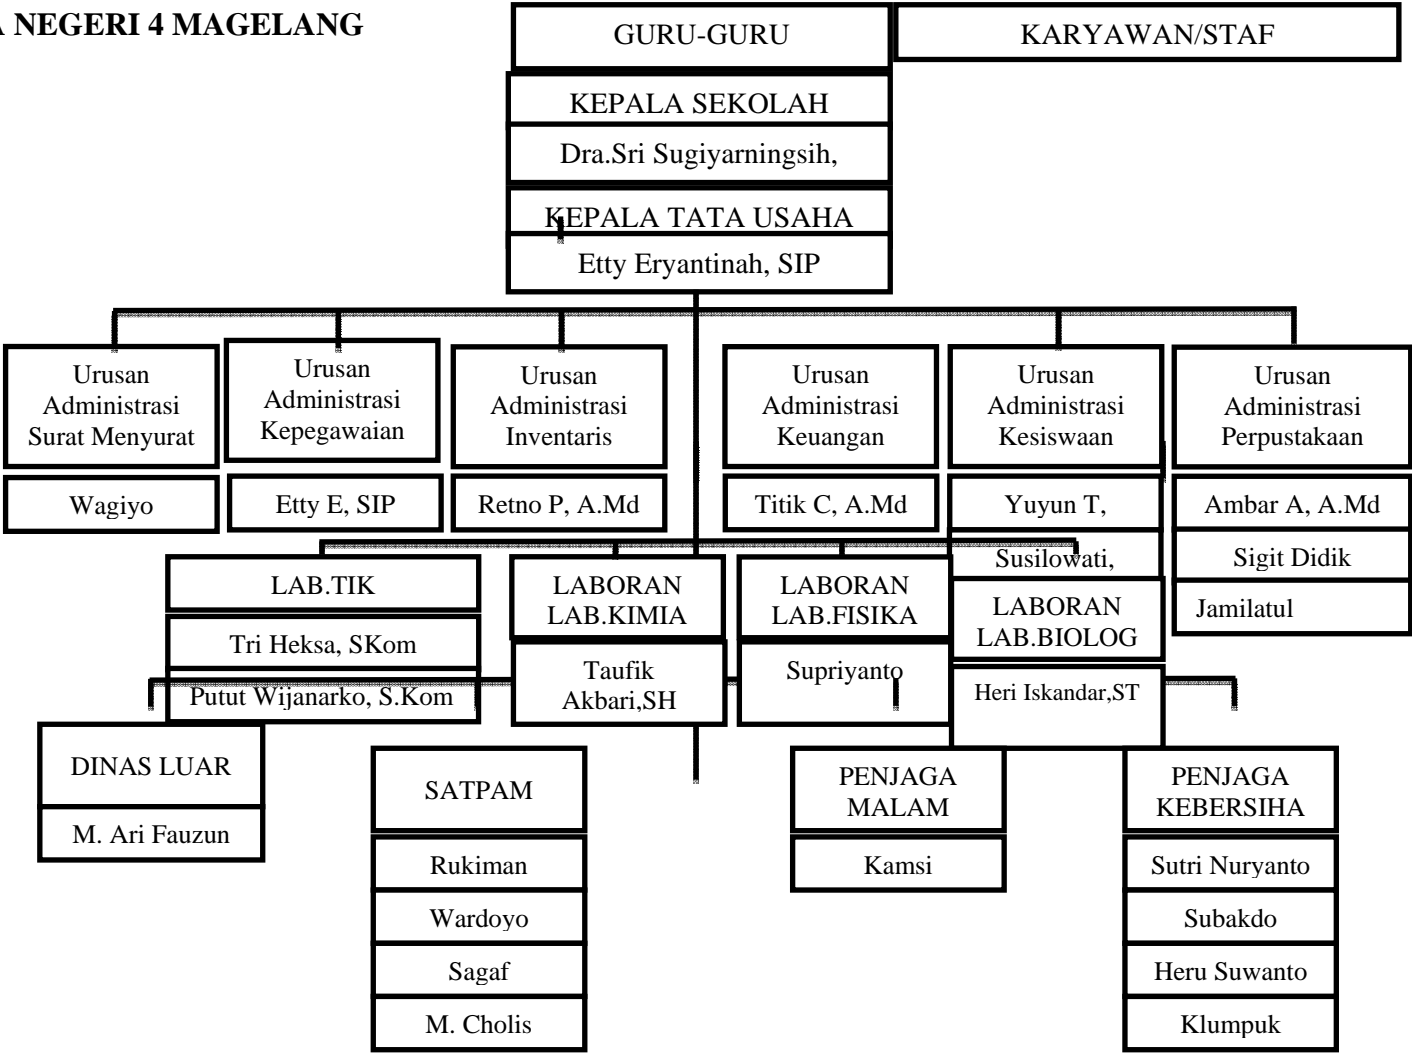 A NEGERI 4 MAGELANG
GURU-GURU
KARYAWAN/STAF
KEPALA SEKOLAH
Dra.Sri Sugiyarningsih,
KEPALA TATA USAHA
Etty Eryantinah, SIP
Urusan
Administrasi
Surat Menyurat
Urusan
Administrasi
Kepegawaian
Urusan
Administrasi
Inventaris
Urusan
Administrasi
Keuangan
Urusan
Administrasi
Kesiswaan
Urusan
Administrasi
Perpustakaan
Wagiyo
Etty E, SIP
Retno P, A.Md
Titik C, A.Md
Yuyun T,
Susilowati,
Ambar A, A.Md
Sigit Didik
Jamilatul
LAB.TIK
Tri Heksa, SKom
Putut Wijanarko, S.Kom
LABORAN
LAB.KIMIA
Taufik
Akbari,SH
LABORAN
LAB.FISIKA
Supriyanto
LABORAN
LAB.BIOLOG
Heri Iskandar,ST
DINAS LUAR
M. Ari Fauzun
SATPAM
Rukiman
Wardoyo
Sagaf
M. Cholis
PENJAGA
MALAM
Kamsi
PENJAGA
KEBERSIHA
Sutri Nuryanto
Subakdo
Heru Suwanto
Klumpuk